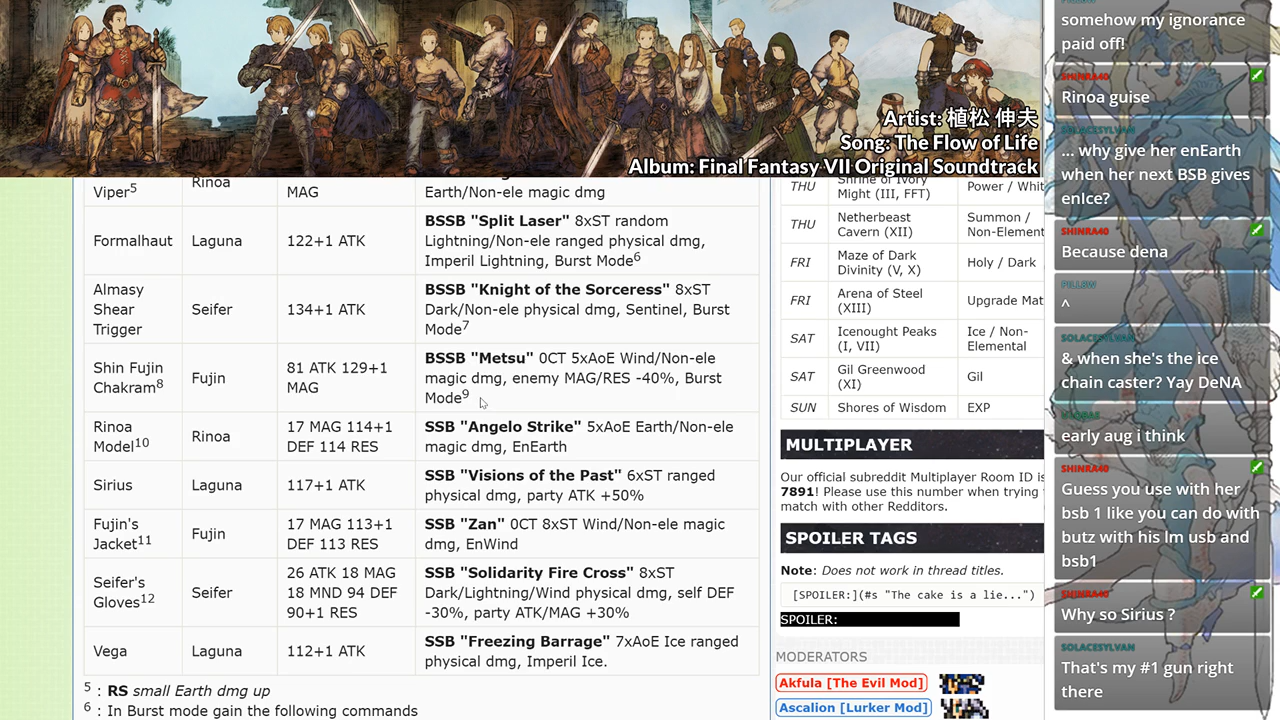 Artist: 植松 伸夫
Song: The Flow of Life
Album: Final Fantasy VII Original Soundtrack
Viper5
Rinoa
MAG
Earth/Non-ele magic dmg
Formalhaut
Laguna
122+1 ATK
BSSB "Split Laser" 8xST random
Lightning/Non-ele ranged physical dmg,
Imperil Lightning, Burst Mode6
Almasy
Shear
Trigger
Seifer
134+1 ATK
BSSB "Knight of the Sorceress" 8xST
Dark/Non-ele physical dmg, Sentinel, Burst
Mode7
Shin Fujin
Chakram8
Fujin
81 ATK 129+1
MAG
BSSB "Metsu" 0CT 5xAoE Wind/Non-ele
magic dmg, enemy MAG/RES -40%, Burst
Mode9
Rinoa
Model10
Rinoa
17 MAG 114+1
DEF 114 RES
SSB "Angelo Strike" 5xAoE Earth/Non-ele
magic dmg, EnEarth
Sirius
Laguna
117+1 ATK
SSB "Visions of the Past" 6xST ranged
physical dmg, party ATK +50%
Fujin's
Jacket11
Fujin
17 MAG 113+1
DEF 113 RES
SSB "Zan" 0CT 8xST Wind/Non-ele magic
dmg, EnWind
Seifer's
Gloves12
Seifer
26 ATK 18 MAG
18 MND 94 DEF
90+1 RES
SSB "Solidarity Fire Cross" 8xST
Dark/Lightning/Wind physical dmg, self DEF
-30%, party ATK/MAG +30%
Vega
Laguna
112+1 ATK
SSB "Freezing Barrage" 7xAoE Ice ranged
physical dmg, Imperil Ice.
5 : RS small Earth dmg up
6 : In Burst mode gain the following commands
THU
Shrine of Ivory
Might (III, FFT)
Power / Whit
THU
Netherbeast
Cavern (XII)
Summon /
Non-Element
FRI
Maze of Dark
Divinity (V, X)
Holy / Dark
FRI
Arena of Steel
(XIII)
Upgrade Mat
SAT
Icenought Peaks
(I, VII)
Ice / Non-
Elemental
SAT
Gil Greenwood
(XI)
Gil
SUN
Shores of Wisdom
EXP
MULTIPLAYER
Our official subreddit Multiplayer Room ID is
7891! Please use this number when trying
match with other Redditors.
SPOILER TAGS
Note: Does not work in thread titles.
[SPOILER:](#s "The cake is a lie...")
SPOILER:
MODERATORS
Akfula [The Evil Mod]
Ascalion [Lurker Mod]
somehow my ignorance
paid off!
SHINRA40
Rinoa guise
SOLACESYLVAN
... why give her enEarth
when her next BSB gives
enIce?
SHINRA40
Because dena
^
SOLACESYLVAN
& when she's the ice
chain caster? Yay DeNA
early aug i think
SHINRA40
Guess you use with her
bsb 1 like you can do with
butz with his lm usb and
bsb1
SHINRA40
Why so Sirius ?
SOLACESYLVAN
That's my #1 gun right
there